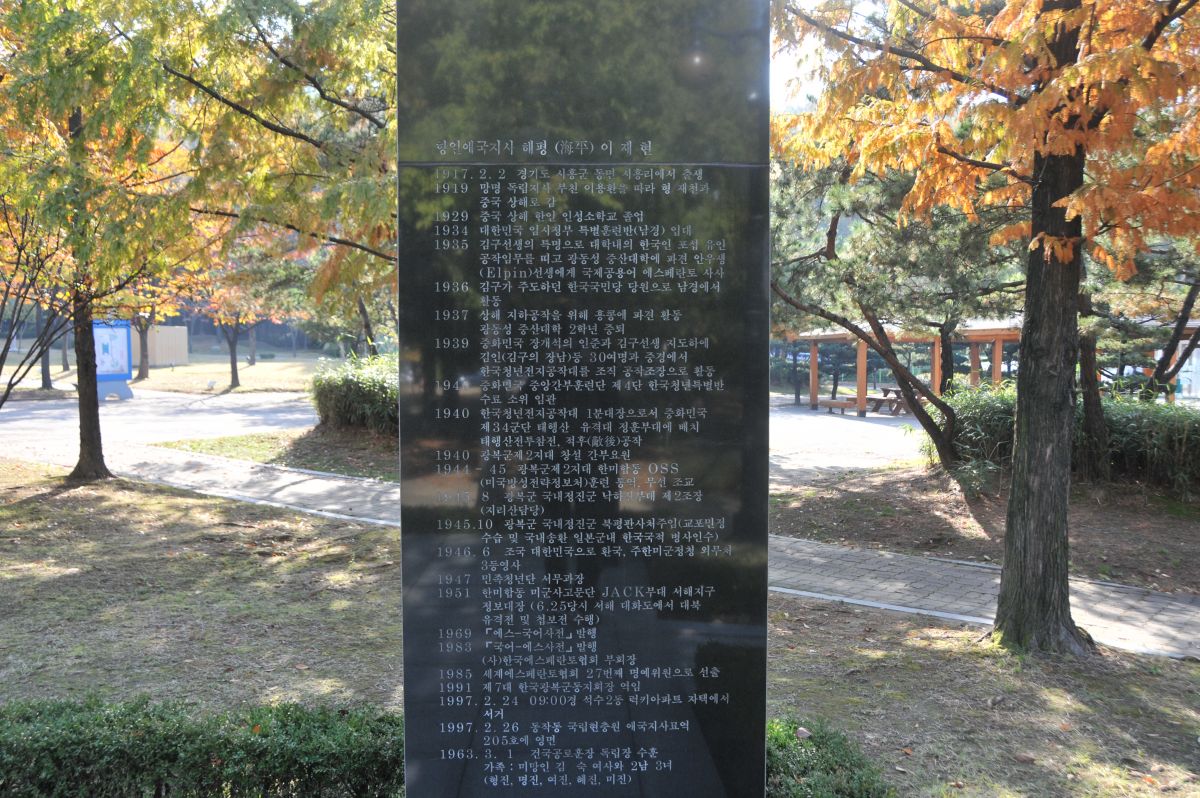 형인애국지사 해평 (海平) 이 재 현
1917. 2. 2 경기도 시흥군 동면 시흥리에서 출생
1919 망명 독립지사 부친 이용환을 따라 형 재천과
중국 상해로 감
1929 중국 상해 한인 인성소학교 졸업
1934 대한민국 임시정부 특별훈련반(남경) 입대
1935 김구선생의 특명으로 대학내의 한국인 포섭 유인
공작임무를 띠고 광동성 중산대학에 파견 안우생
(Elpin)선생에게 국제공용어 에스페란토 사사
1936 김구가 주도하던 한국국민당 당원으로 남경에서
활동
1937 상해 지하공작을 위해 홍콩에 파견 활동
광동성 중산대학 2학년 중퇴
1939 중화민국 장개석의 인준과 김구선생 지도하에
김인(김구의 장남)등 30여명과 중경에서
한국청년전지공작대를 조직 공작조장으로 활동
중화민국 중앙간부훈련단 제4단 한국청년특별반
수료 소위 임관
1940 한국청년전지공작대 1분대장으로서 중화민국
제34군단 태행산 유격대 정훈부대에 배치
태행산전투참전, 적후(敵後)공작
1940 광복군제2지대 창설 간부요원
1944 - 45 광복군제2지대 한미합동 OSS
(미국방성전략정보처)훈련 통역, 무선 조교
1945. 8. 광복군 국내정진군 낙하산부대 제2조장
(지리산담당)
1945.10 광복군 국내정진군 북평판사처주임(교포민정
수습 및 국내송환 일본군내 한국국적 병사인수)
1946. 6 조국 대한민국으로 환국, 주한미군정청 외무처
3등영사
1947 민족청년단 서무과장
1951 한미합동 미군사고문단 JACK부대 서해지구
정보대장 (6.25당시 서해 대화도에서 대북
유격전 및 첩보전 수행)
1969 『에스-국어사전』발행
1983 『국어-에스사전』발행
(사)한국에스페란토협회 부회장
1985 세계에스페란토협회 27번째 명예위원으로 선출
1991 제7대 한국광복군동지회장 역임
1997. 2. 24 09:00경 석수2동 럭키아파트 자택에서
서거
1997. 2. 26 동작동 국립현충원 애국지사묘역
205호에 영면
1963. 3. 1 건국공로훈장 독립장 수훈
가족 : 미망인 김 숙 여사와 2남 3녀
(형진, 명진, 여진, 혜진, 미진)